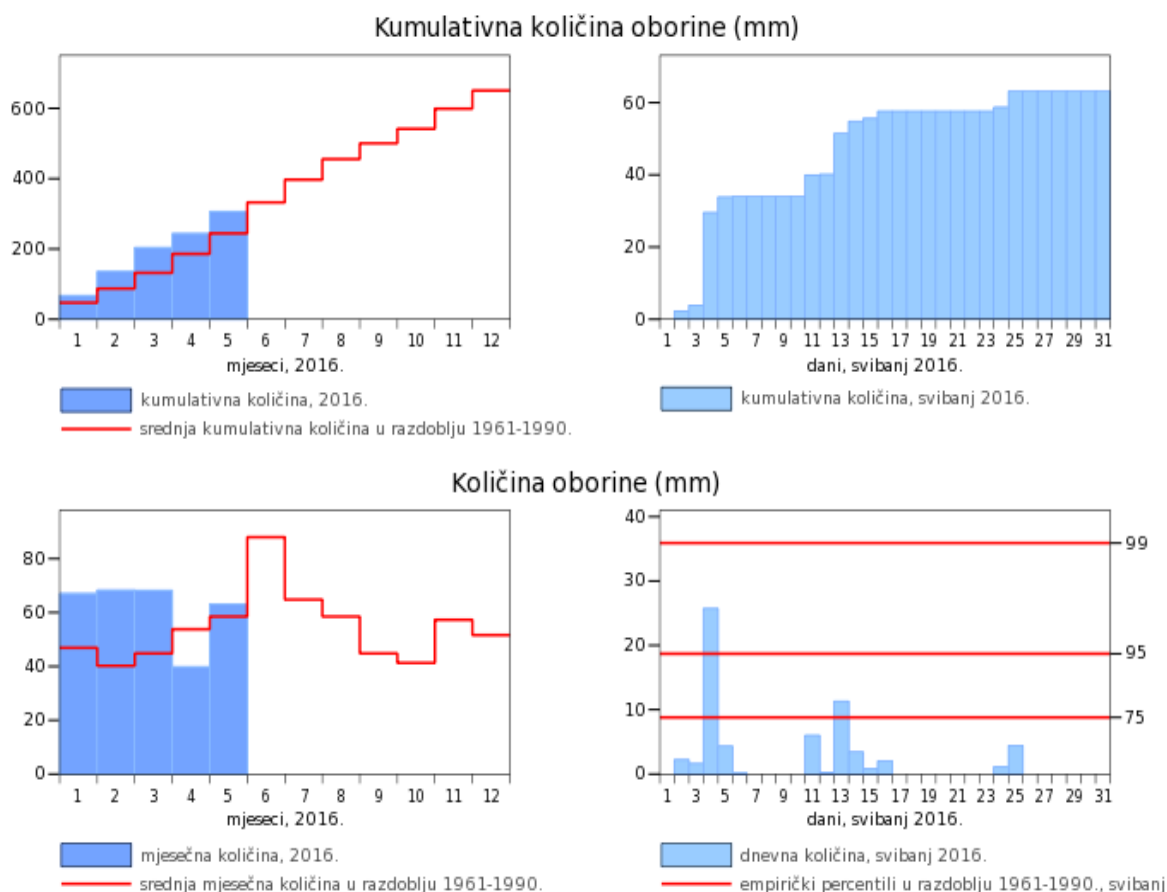 Kumulativna količina oborine (mm)
600
400
200
0
1 2 3 4 5 6 7 8 9 10 11 12
mjeseci, 2016.
kumulativna količina, 2016.
srednja kumulativna količina u razdoblju 1961-1990.
60
40
20
0
1 3 5 7 9 11 13 15 17 19 21 23 25 27 29 31
dani, svibanj 2016.
kumulativna količina, svibanj 2016.
Količina oborine (mm)
80
60
40
20
0
1 2 3 4 5 6 7 8 9 10 11 12
mjeseci, 2016.
mjesečna količina, 2016.
srednja mjesečna količina u razdoblju 1961-1990.
40
30
20
10
0
99
95
75
1 3 5 7 9 11 13 15 17 19 21 23 25 27 29 31
dani, svibanj 2016.
dnevna količina, svibanj 2016.
empirički percentili u razdoblju 1961-1990., svibanj